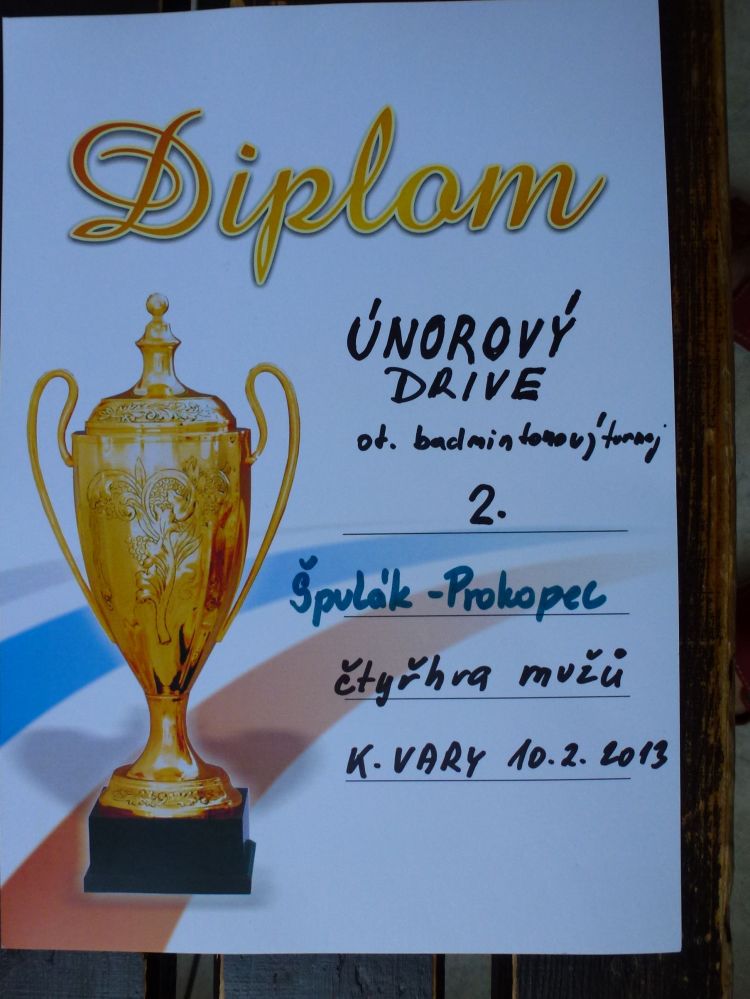 Diplom
ÚNOROVÝ
DRIVE
ot. badmintonový turnaj
2.
Špulák - Prokopec
čtyřhra mužů
K. VARY 10.2.2013